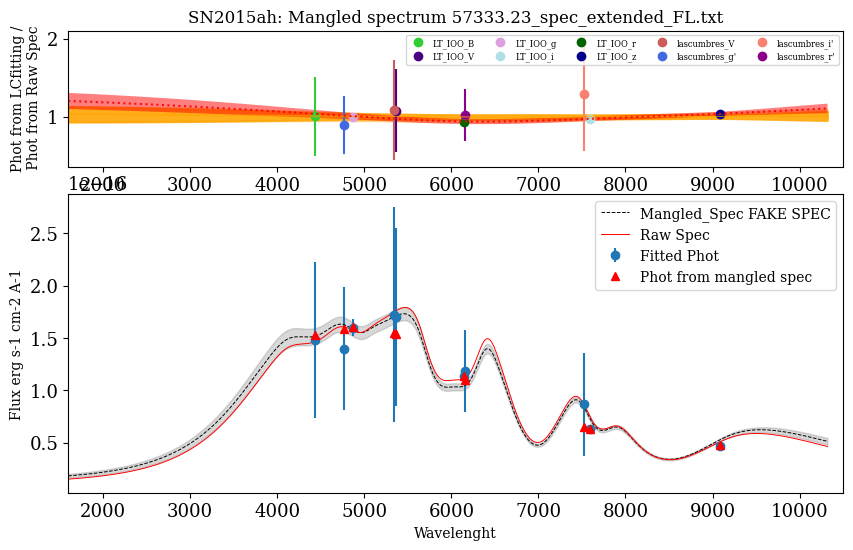 SN2015ah: Mangled spectrum 57333.23_spec_extended_FL.txt
Phot from LCfitting /
Phot from Raw Spec
2
1
LT_IOO_B LT_IOO_g LT_IOO_r lascumbres_V lascumbres_i'
LT_IOO_V LT_IOO_i LT_IOO_z lascumbres_g' lascumbres_r'
2000 3000 4000 5000 6000 7000 8000 9000 10000
1e−16
Flux erg s-1 cm-2 A-1
2.5
2.0
1.5
1.0
0.5
Mangled_Spec FAKE SPEC
Raw Spec
Fitted Phot
Phot from mangled spec
2000 3000 4000 5000 6000 7000 8000 9000 10000
Wavelenght